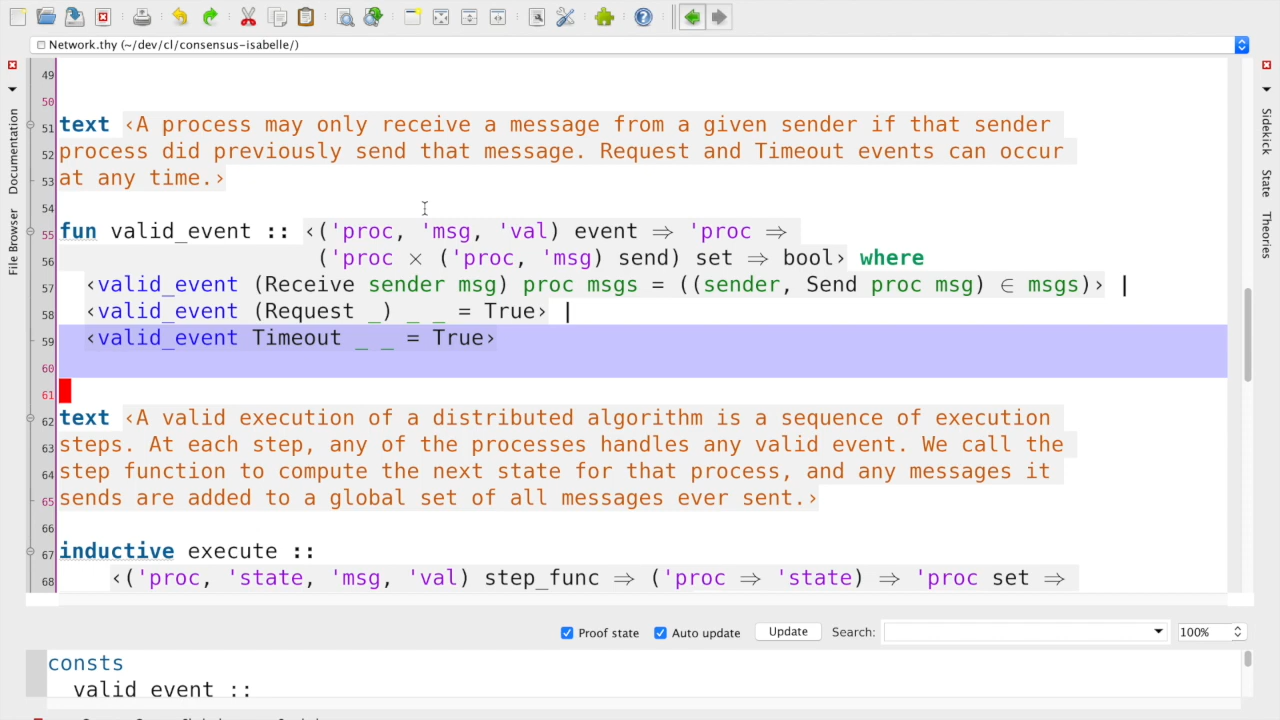 Network.thy (~/dev/cl/consensus-isabelle/)
49
50
51 text ‹A process may only receive a message from a given sender if that sender
52 process did previously send that message. Request and Timeout events can occur
53 at any time.›
54
55 fun valid_event :: ‹('proc, 'msg, 'val) event ⇒ 'proc ⇒
56 ('proc × ('proc, 'msg) send) set ⇒ bool› where
57 ‹valid_event (Receive sender msg) proc msgs = ((sender, Send proc msg) ∈ msgs)› |
58 ‹valid_event (Request _) _ _ = True› |
59 ‹valid_event Timeout _ _ = True›
60
61
62 text ‹A valid execution of a distributed algorithm is a sequence of execution
63 steps. At each step, any of the processes handles any valid event. We call the
64 step function to compute the next state for that process, and any messages it
65 sends are added to a global set of all messages ever sent.›
66
67 inductive execute ::
68 ‹('proc, 'state, 'msg, 'val) step_func ⇒ ('proc ⇒ 'state) ⇒ 'proc set ⇒
File Browser
Documentation
Sidekick
State
Theories
Proof state
Auto update
Update
Search:
100%
consts
valid_event ::